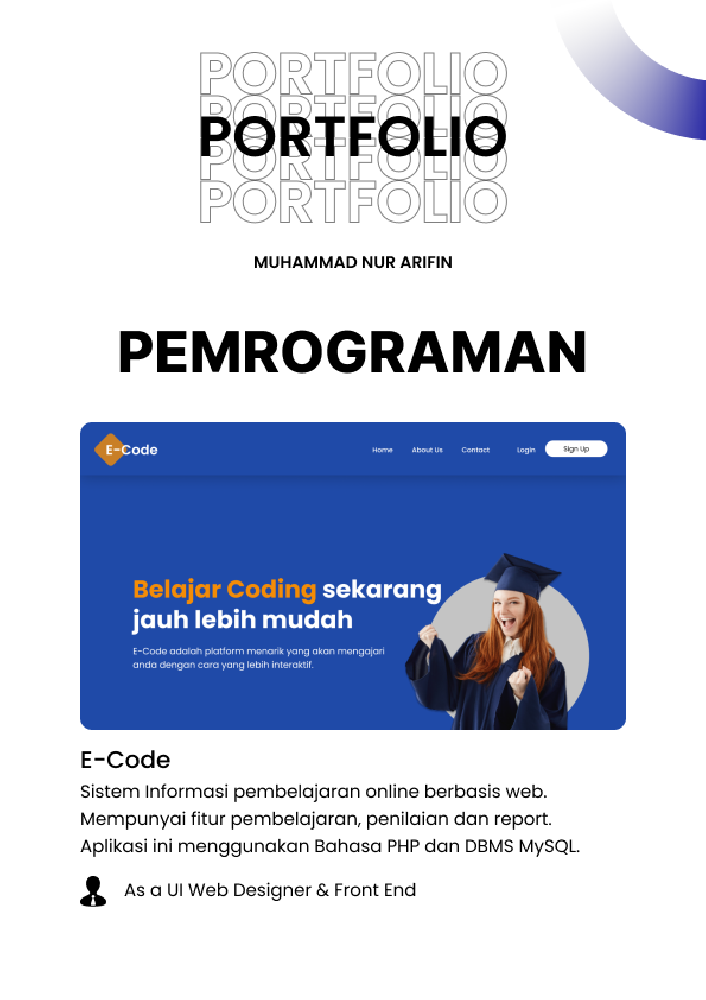 PORTFOLIO
PORTFOLIO
PORTFOLIO
PORTFOLIO
PORTFOLIO
MUHAMMAD NUR ARIFIN
PEMROGRAMAN
E-Code
Home About Us Contact Login Sign Up
Belajar Coding sekarang
jauh lebih mudah
E-Code adalah platform menarik yang akan mengajari
anda dengan cara yang lebih interaktif.
E-Code
Sistem Informasi pembelajaran online berbasis web.
Mempunyai fitur pembelajaran, penilaian dan report.
Aplikasi ini menggunakan Bahasa PHP dan DBMS MySQL.
As a UI Web Designer & Front End